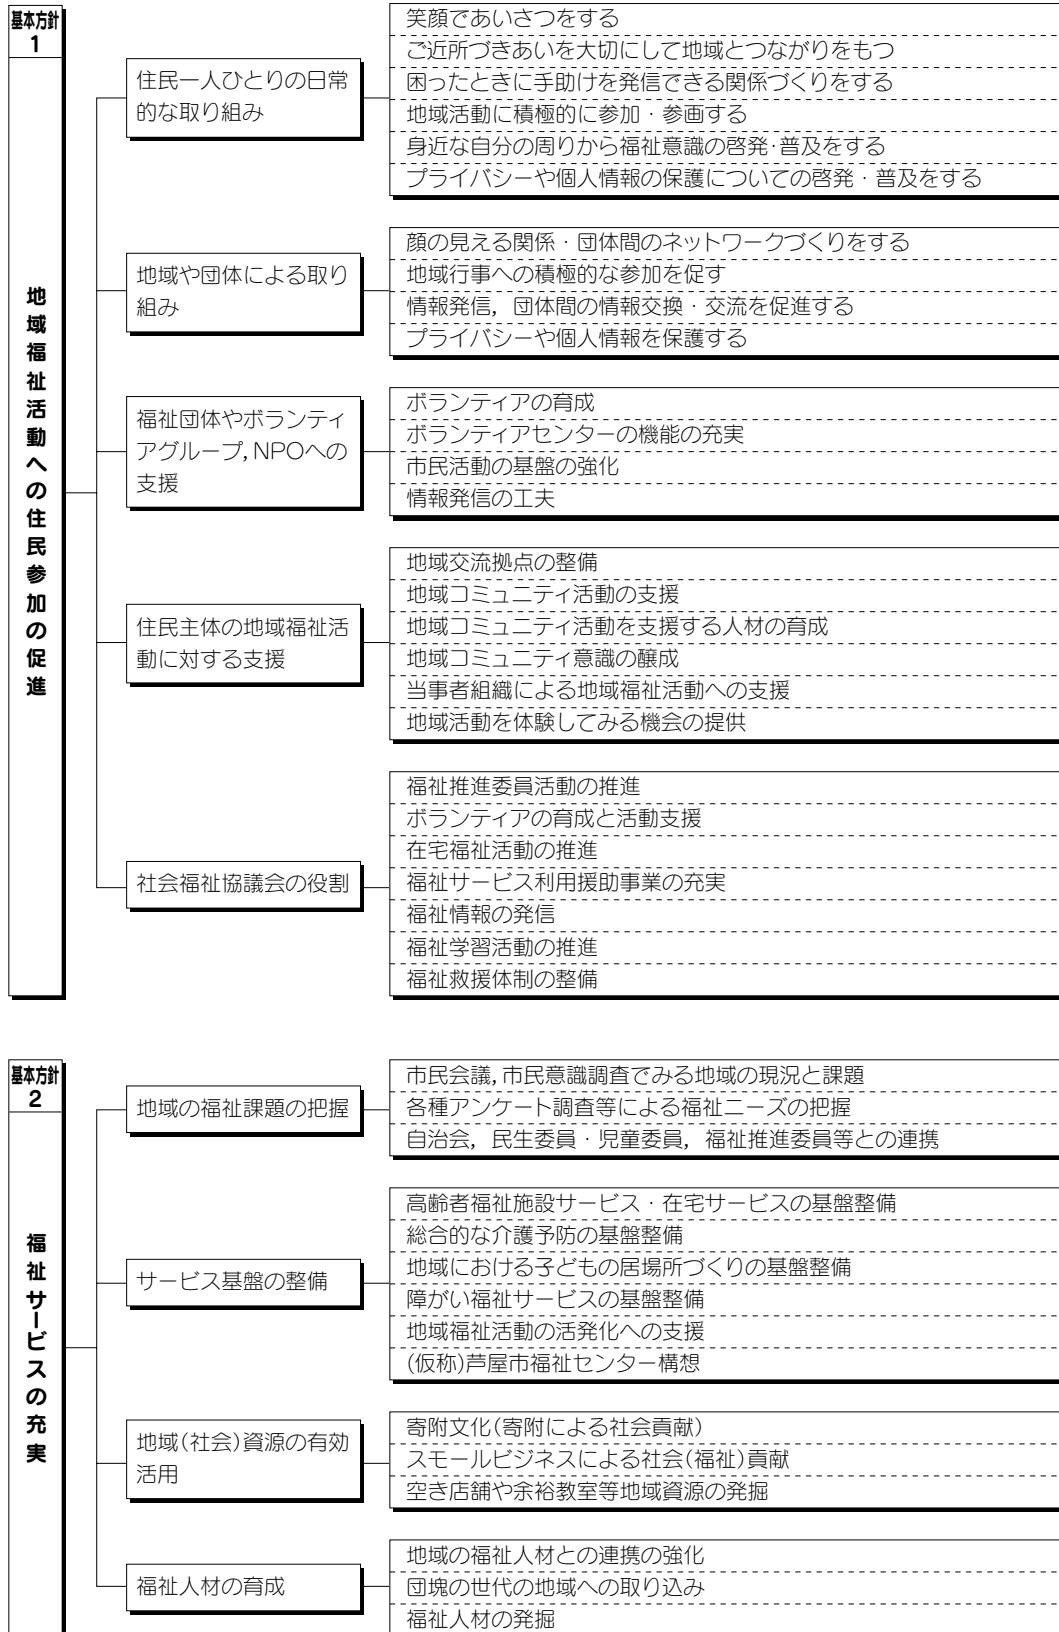 基本方針
1
地域福祉活動への住民参加の促進
住民一人ひとりの日常
的な取り組み
笑顔であいさつをする
ご近所づきあいを大切にして地域とつながりをもつ
困ったときに手助けを発信できる関係づくりをする
地域活動に積極的に参加・参画する
身近な自分の周りから福祉意識の啓発・普及をする
プライバシーや個人情報の保護についての啓発・普及をする
地域や団体による取り
組み
顔の見える関係・団体間のネットワークづくりをする
地域行事への積極的な参加を促す
情報発信，団体間の情報交換・交流を促進する
プライバシーや個人情報を保護する
福祉団体やボランティ
アグループ,NPOへの
支援
ボランティアの育成
ボランティアセンターの機能の充実
市民活動の基盤の強化
情報発信の工夫
住民主体の地域福祉活
動に対する支援
地域交流拠点の整備
地域コミュニティ活動の支援
地域コミュニティ活動を支援する人材の育成
地域コミュニティ意識の醸成
当事者組織による地域福祉活動への支援
地域活動を体験してみる機会の提供
社会福祉協議会の役割
福祉推進委員活動の推進
ボランティアの育成と活動支援
在宅福祉活動の推進
福祉サービス利用援助事業の充実
福祉情報の発信
福祉学習活動の推進
福祉救援体制の整備
基本方針
2
福祉サービスの充実
地域の福祉課題の把握
市民会議,市民意識調査でみる地域の現況と課題
各種アンケート調査等による福祉ニーズの把握
自治会，民生委員・児童委員，福祉推進委員等との連携
サービス基盤の整備
高齢者福祉施設サービス・在宅サービスの基盤整備
総合的な介護予防の基盤整備
地域における子どもの居場所づくりの基盤整備
障がい福祉サービスの基盤整備
地域福祉活動の活発化への支援
(仮称)芦屋市福祉センター構想
地域(社会)資源の有効
活用
寄附文化(寄附による社会貢献)
スモールビジネスによる社会(福祉)貢献
空き店舗や余裕教室等地域資源の発掘
福祉人材の育成
地域の福祉人材との連携の強化
団塊の世代の地域への取り込み
福祉人材の発掘